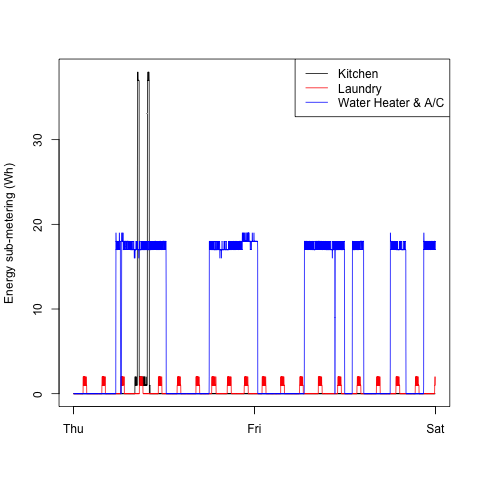 Kitchen
Laundry
Water Heater & A/C
Energy sub-metering (Wh)
30
20
10
0
Thu
Fri
Sat